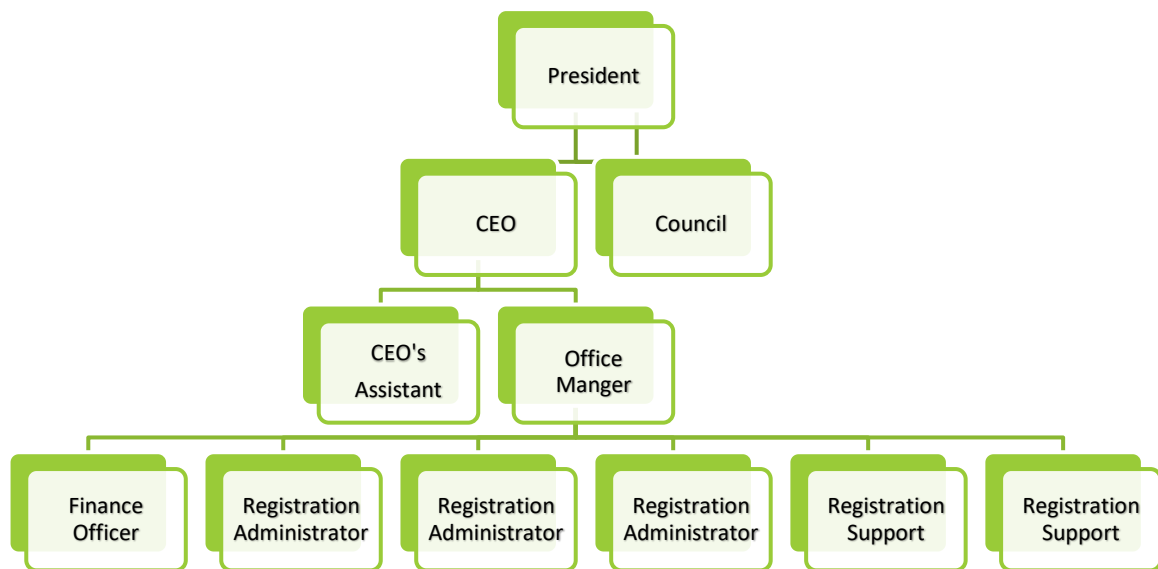 President
CEO
Council
CEO's
Assistant
Office
Manger
Finance
Officer
Registration
Administrator
Registration
Administrator
Registration
Administrator
Registration
Support
Registration
Support